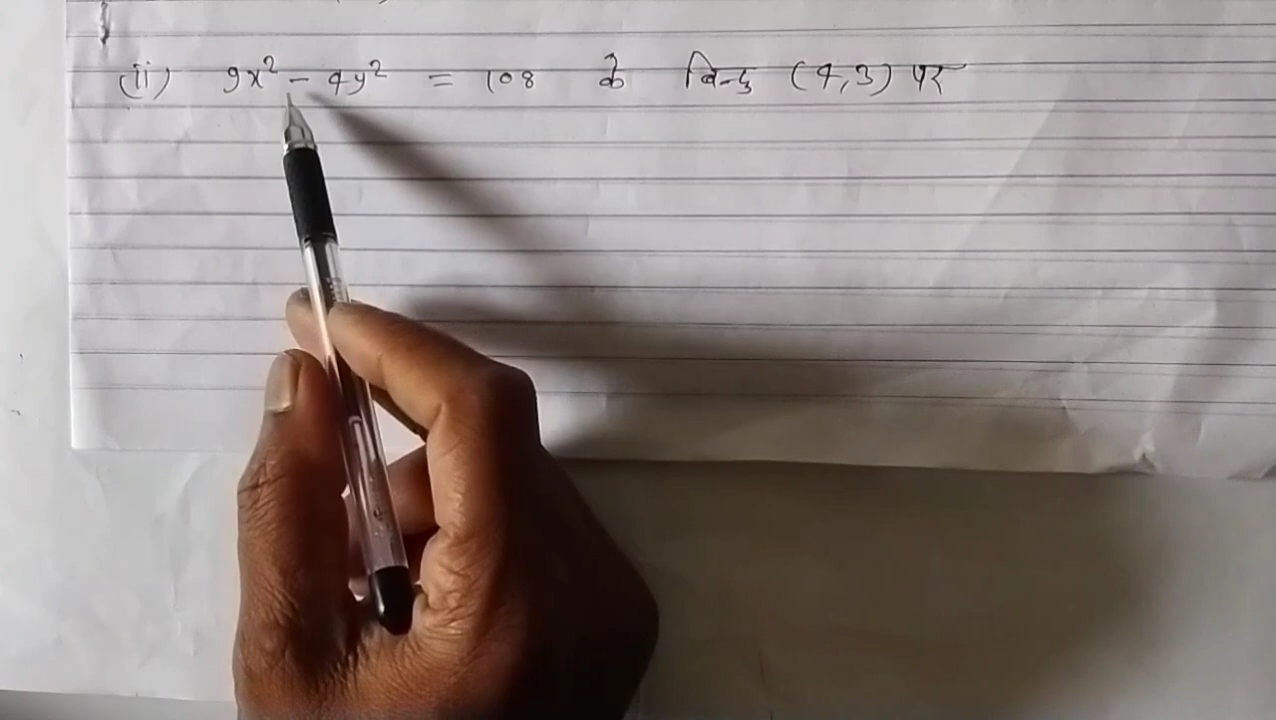 (ii) 9x² - 4y² = 108 के बिन्दु (4,3) पर